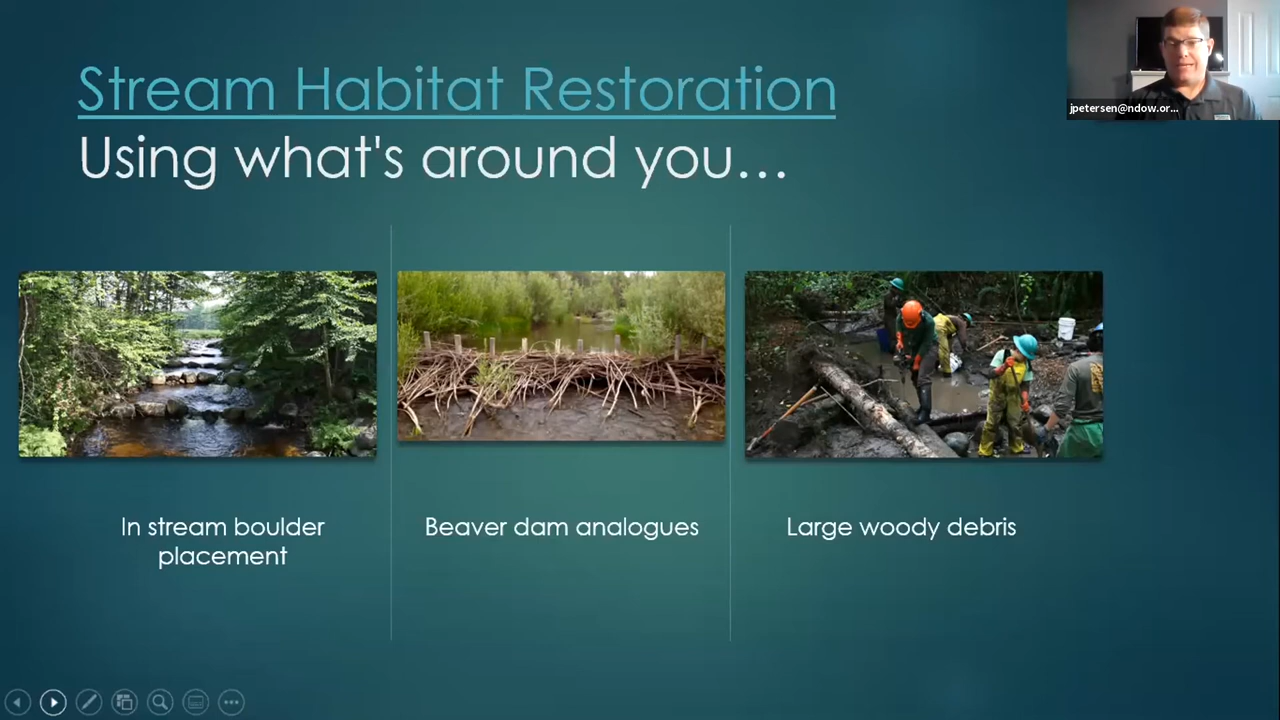 Stream Habitat Restoration
Using what's around you...
jpetersen@ndow.or...
In stream boulder
placement
Beaver dam analogues
Large woody debris